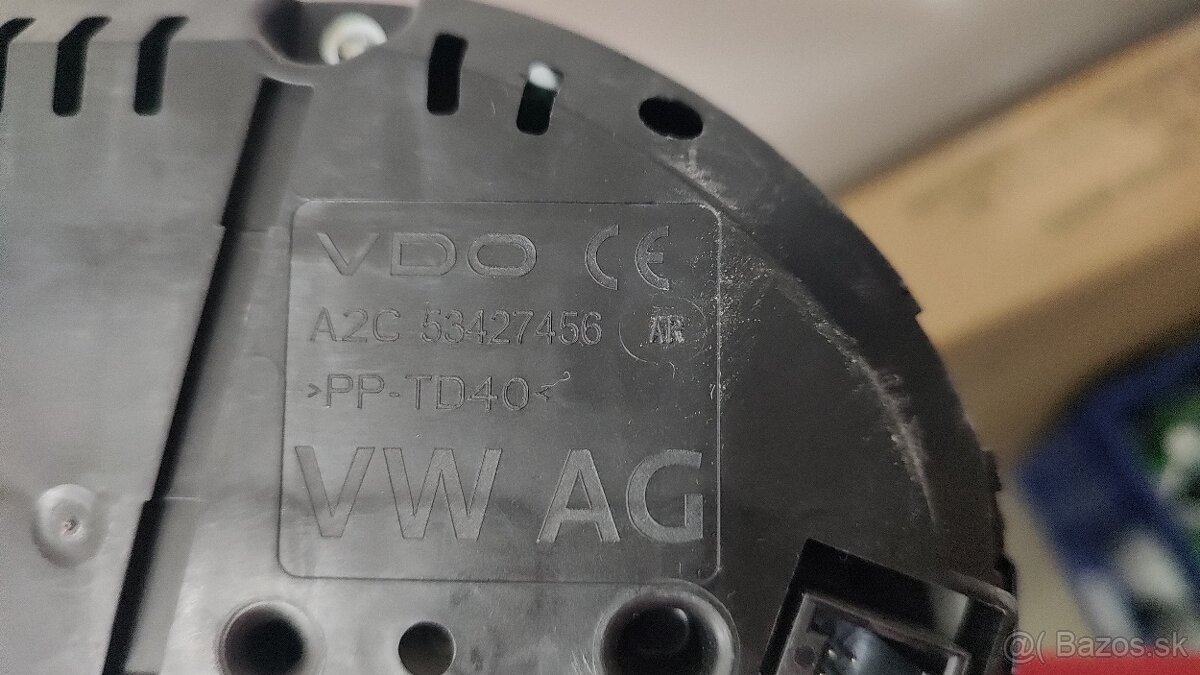 VDO CE
A2C 53427456 AR
>PP-TD40<
VW AG
@( Bazos.sk